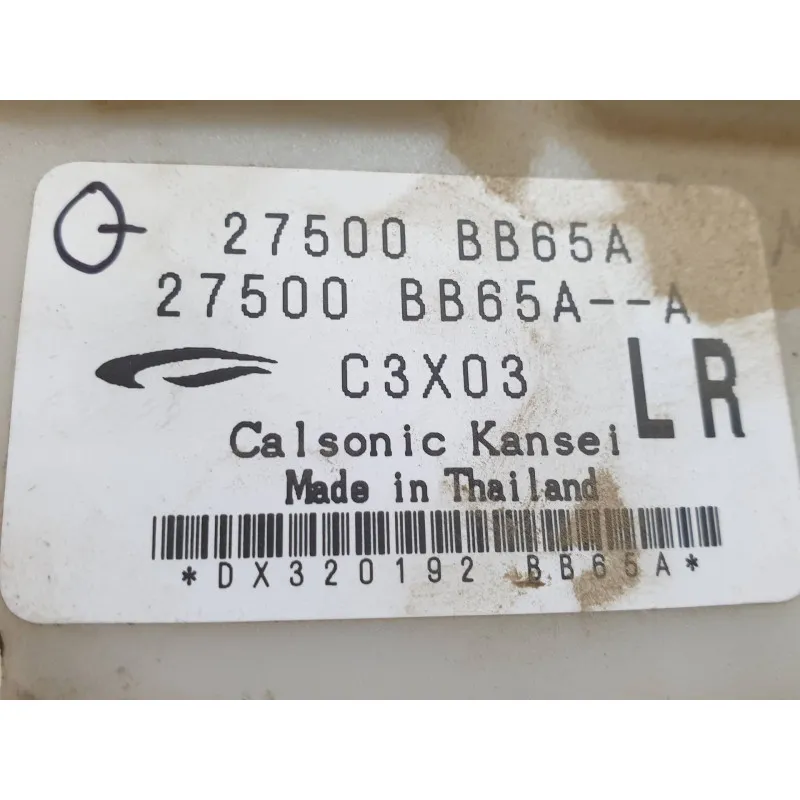 27500 BB65A
27500 BB65A--A
C3X03 LR
Calsonic Kansei
Made in Thailand
*DX320192 BB65A*